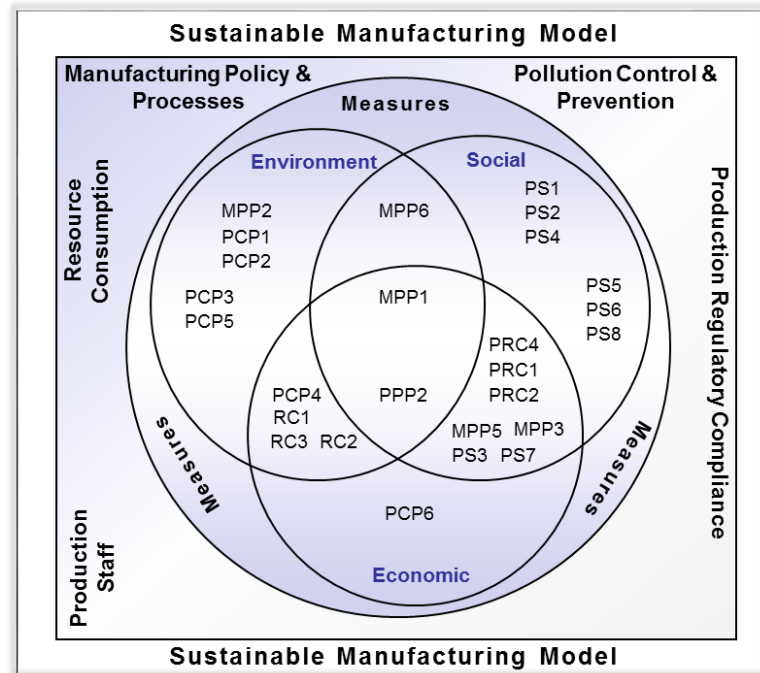 Sustainable Manufacturing Model
Manufacturing Policy &
Processes
Pollution Control &
Prevention
Measures
Resource
Consumption
Environment
Social
MPP2
PCP1
PCP2
MPP6
PS1
PS2
PS4
PCP3
PCP5
MPP1
PS5
PS6
PS8
Production Regulatory Compliance
PRC4
PRC1
PRC2
PCP4
RC1
RC3 RC2
PPP2
MPP5 MPP3
PS3 PS7
Measures
Measures
Production
Staff
PCP6
Economic
Sustainable Manufacturing Model